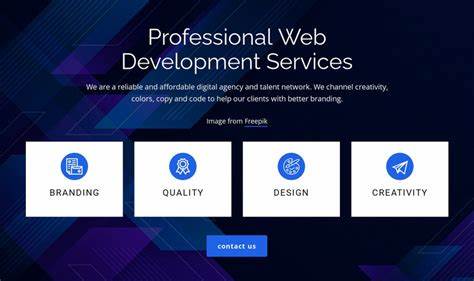 Professional Web
Development Services
We are a reliable and affordable digital agency and talent network. We channel creativity,
colors, copy and code to help our clients with better branding.
Image from Freepik
BRANDING
QUALITY
DESIGN
CREATIVITY
contact us